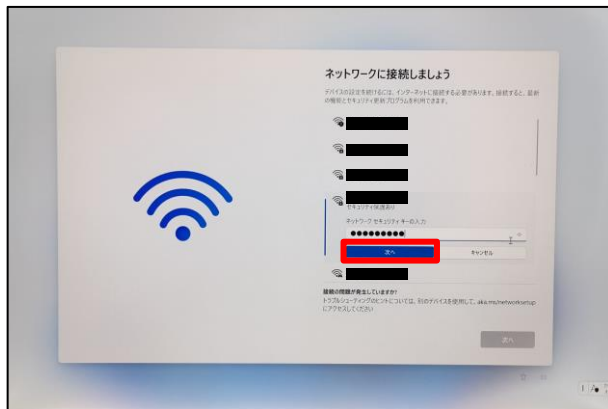 ネットワークに接続しましょう
デバイスの設定を続けるには、インターネットに接続する必要があります。接続すると、最新
の機能とセキュリティ更新プログラムを利用できます。
セキュリティ保護あり
ネットワーク セキュリティ キーの入力
●●●●●●●●●
次へ
キャンセル
接続の問題が発生していますか?
トラブルシューティングのヒントについては、別のデバイスを使用して、aka.ms/networksetup
にアクセスしてください
次へ